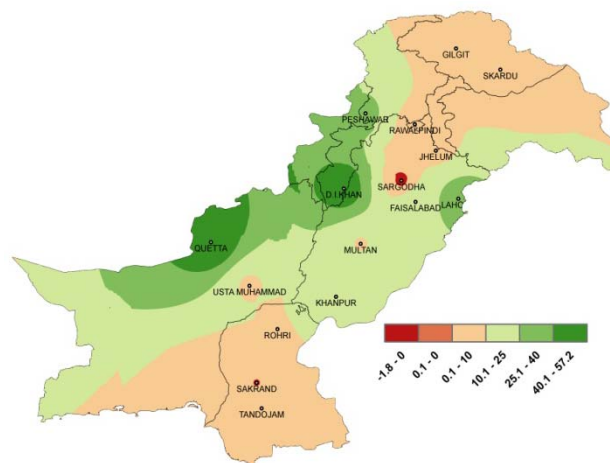 GILGIT
SKARDU
PESHAWAR
RAWALPINDI
JHELUM
SARGODHA
D.I.KHAN
FAISALABAD
LAHO
QUETTA
MULTAN
USTA MUHAMMAD
KHANPUR
ROHRI
SAKRAND
TANDOJAM
-1.8 - 0
0.1 - 0
0.1 - 10
10.1 - 25
25.1 - 40
40.1 - 57.2